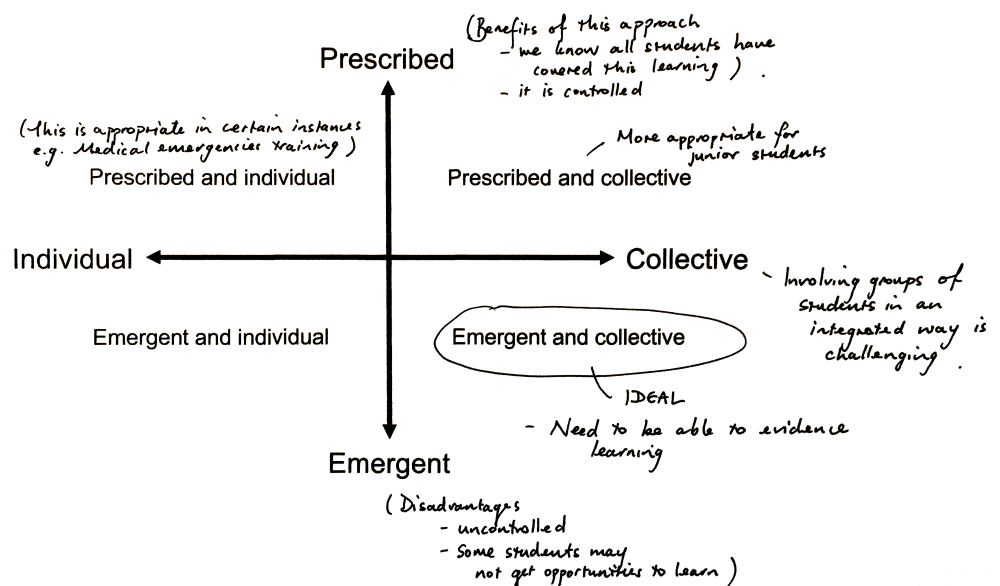 (Benefits of this approach
- we know all students have
covered this learning)
- it is controlled
Prescribed
(This is appropriate in certain instances
e.g. Medical emergencies training)
More appropriate for
junior students
Prescribed and individual
Prescribed and collective
Individual
Collective
- Involving groups of
students in an
integrated way is
challenging.
Emergent and individual
Emergent and collective
IDEAL
- Need to be able to evidence
learning
Emergent
(Disadvantages
- uncontrolled
- Some students may
not get opportunities to learn)